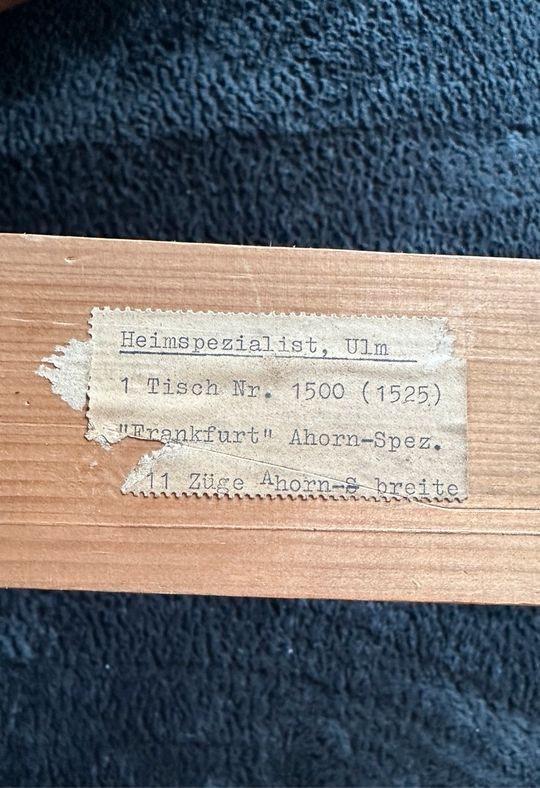 Heimspezialist, Ulm
1 Tisch Nr. 1500 (1525)
"Frankfurt" Ahorn-Spez.
11 Züge Ahorn-S breite